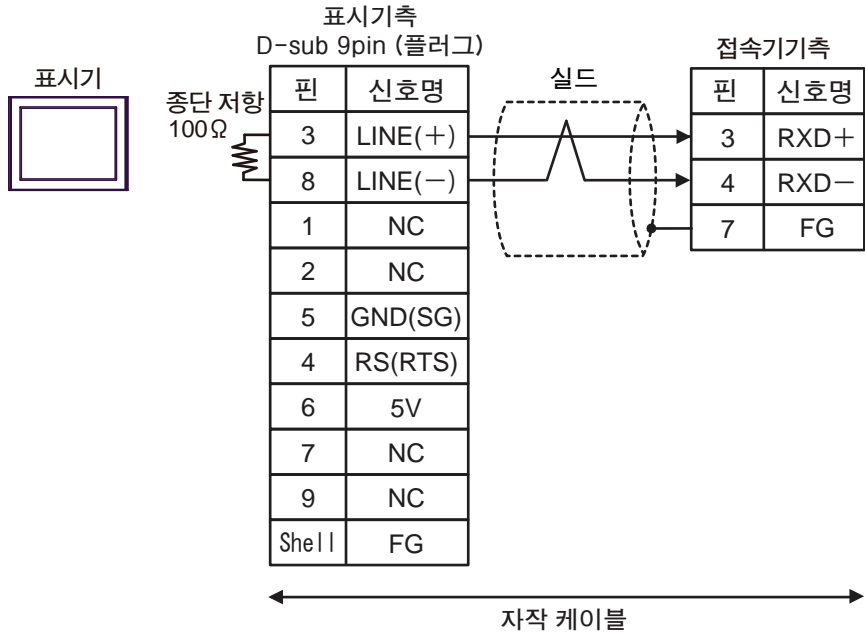 표시기측
D-sub 9pin (플러그)
접속기기측
표시기
종단 저항
100Ω
실드
핀 신호명
3 LINE(+)
8 LINE(-)
1 NC
2 NC
5 GND(SG)
4 RS(RTS)
6 5V
7 NC
9 NC
Shell FG
핀 신호명
3 RXD+
4 RXD-
7 FG
자작 케이블